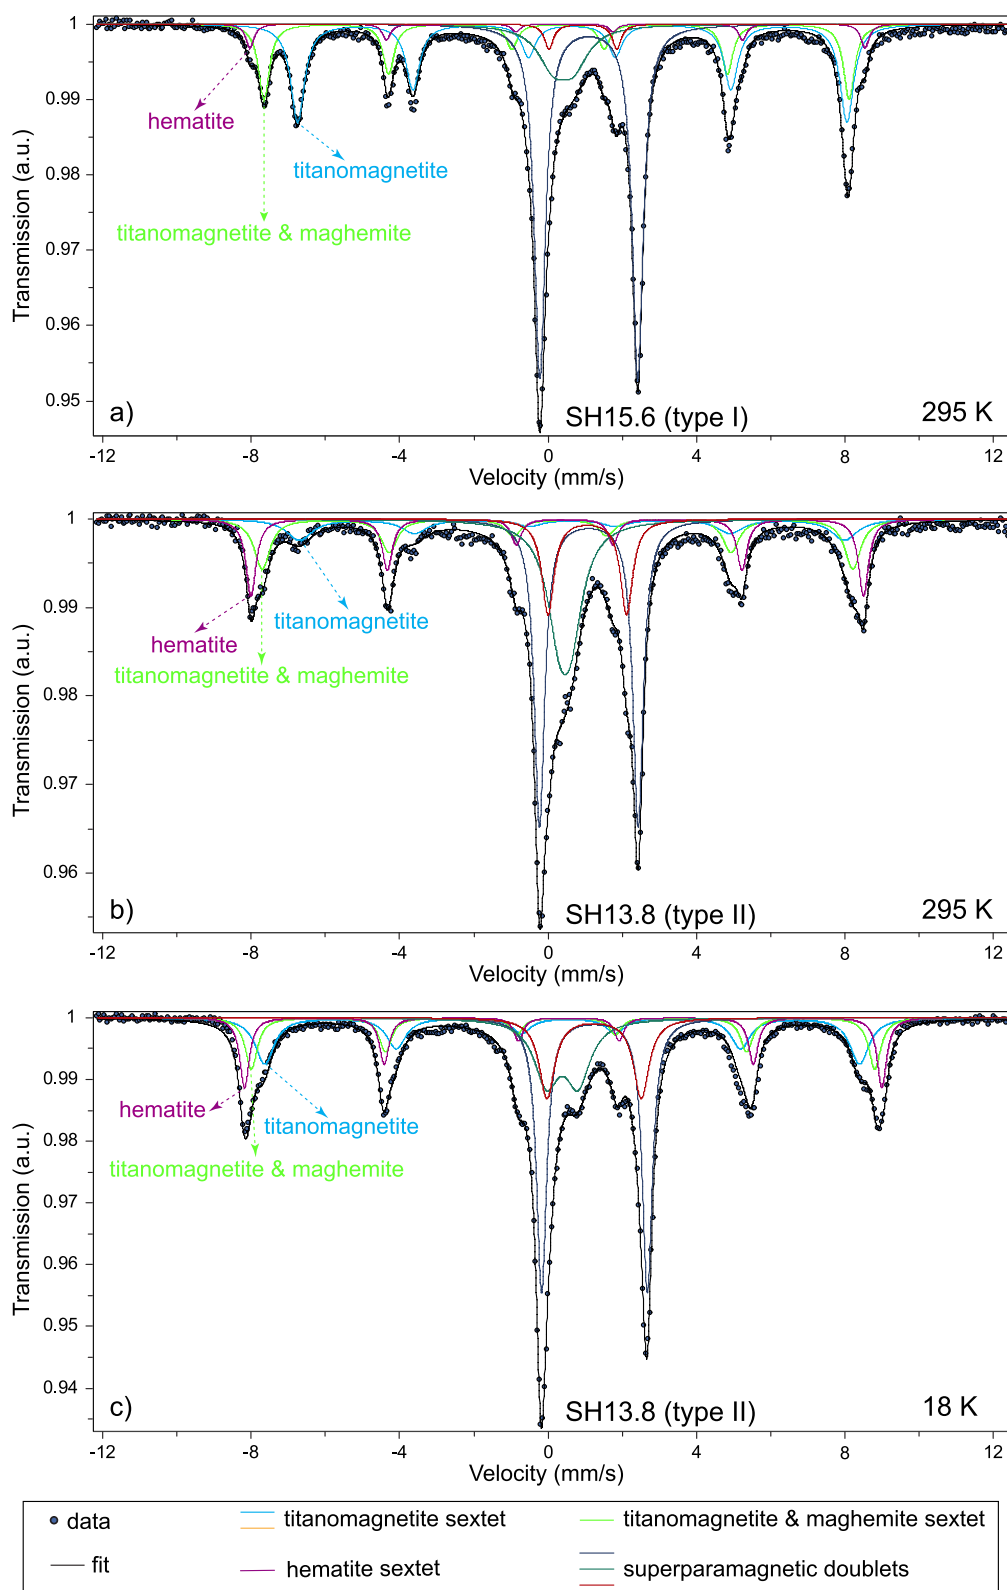 1
0.99
0.98
0.97
0.96
0.95
Transmission (a.u.)
hematite
titanomagnetite
titanomagnetite & maghemite
a)
SH15.6 (type I)
295 K
-12 -8 -4 0 4 8 12
Velocity (mm/s)
1
0.99
0.98
0.97
0.96
Transmission (a.u.)
titanomagnetite
hematite
titanomagnetite & maghemite
b)
SH13.8 (type II)
295 K
-12 -8 -4 0 4 8 12
Velocity (mm/s)
1
0.99
0.98
0.97
0.96
0.95
0.94
Transmission (a.u.)
hematite
titanomagnetite
titanomagnetite & maghemite
c)
SH13.8 (type II)
18 K
-12 -8 -4 0 4 8 12
Velocity (mm/s)
data
titanomagnetite sextet
titanomagnetite & maghemite sextet
fit
hematite sextet
superparamagnetic doublets